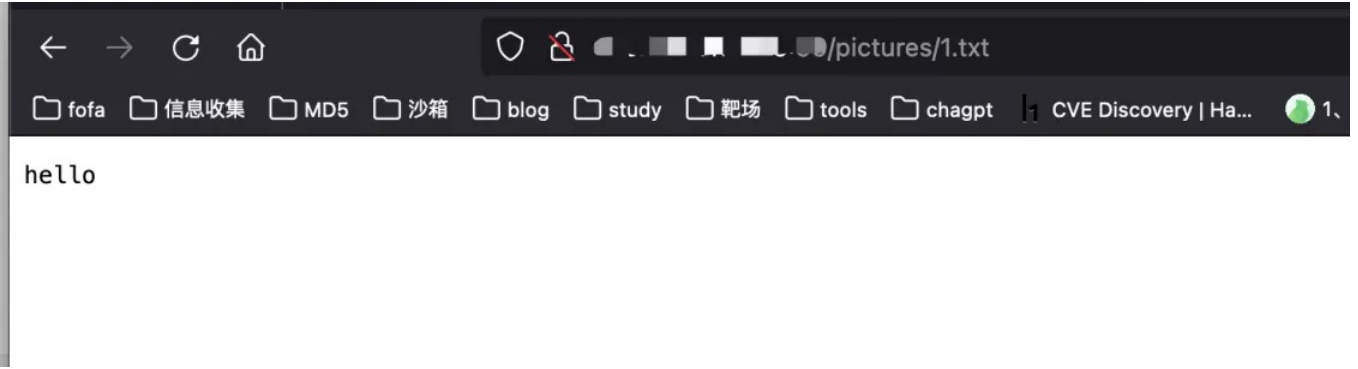 /pictures/1.txt
fofa 信息收集 MD5 沙箱 blog study 靶场 tools chagpt CVE Discovery | Ha... 1、
hello